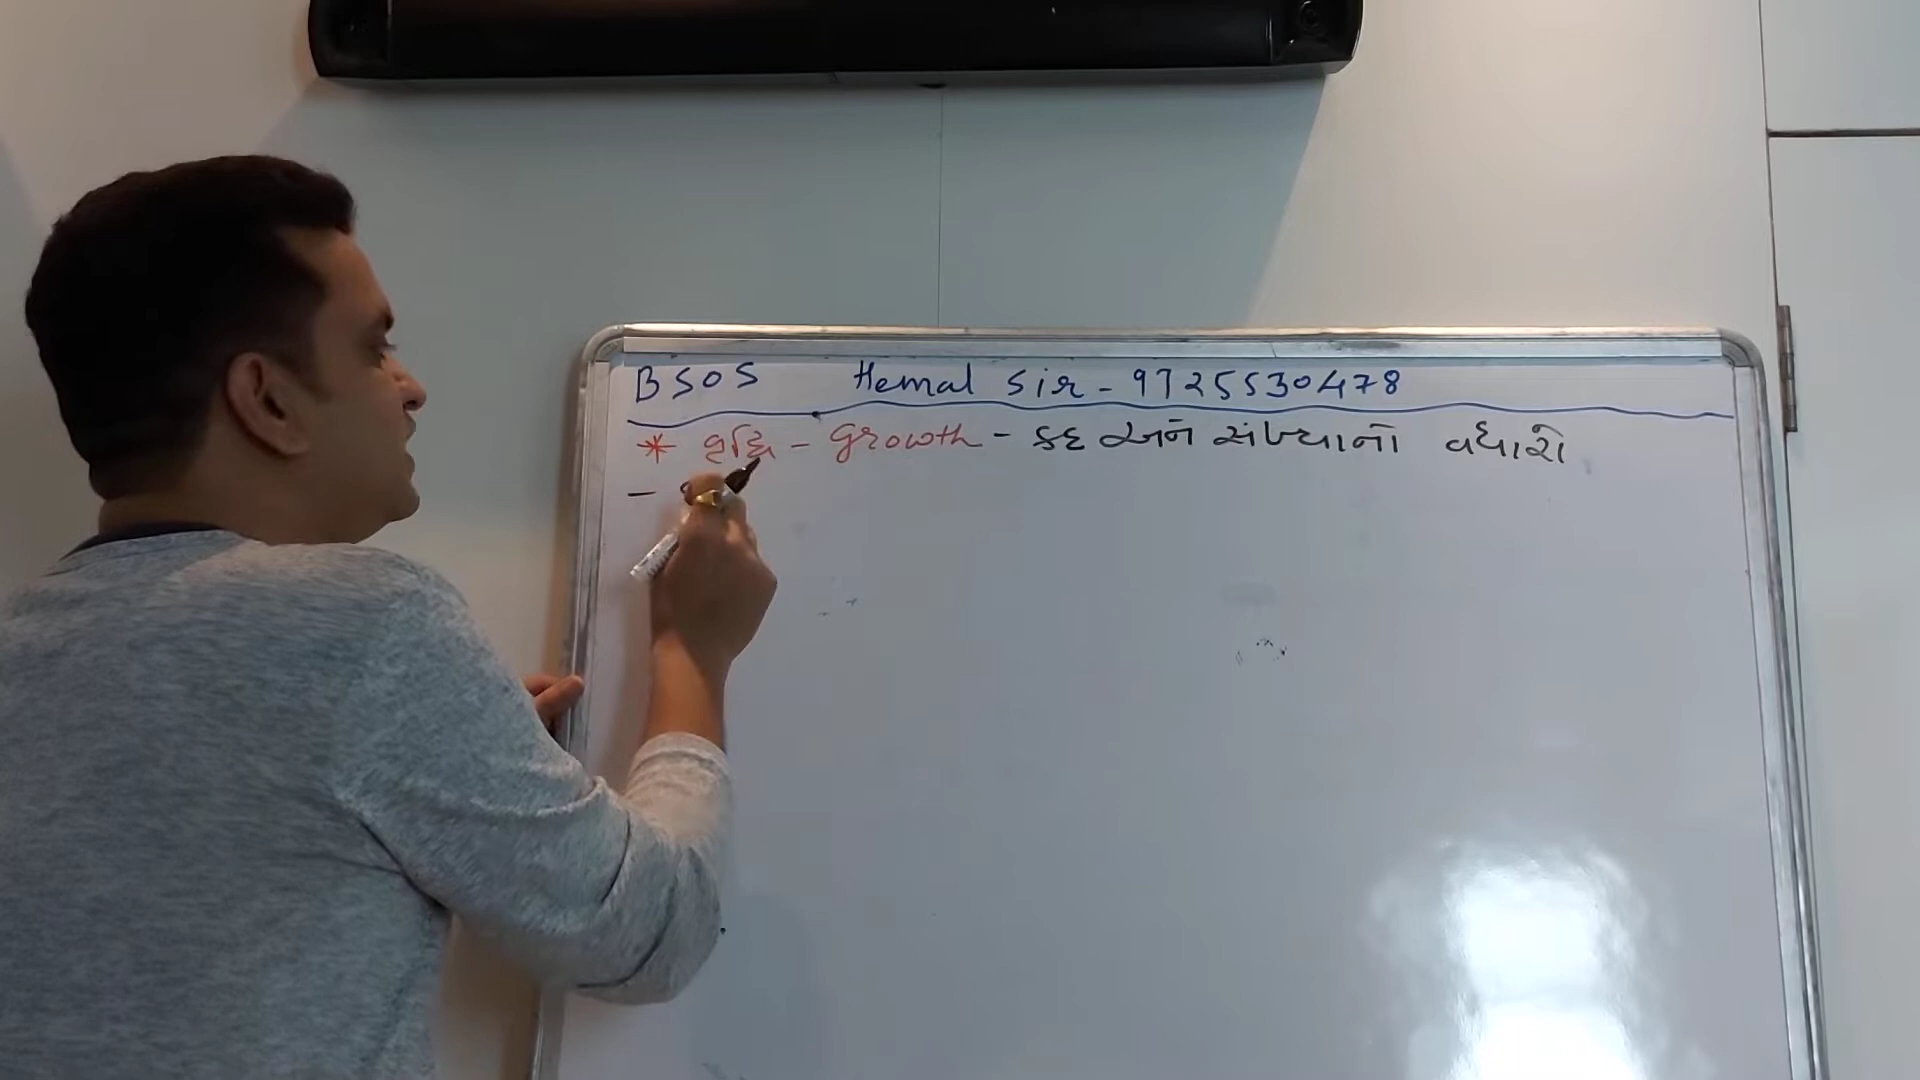 BSOS Hemal Sir - 9725530478
* વૃદ્ધિ - Growth - કદ અને સંખ્યાનો વધારો
-